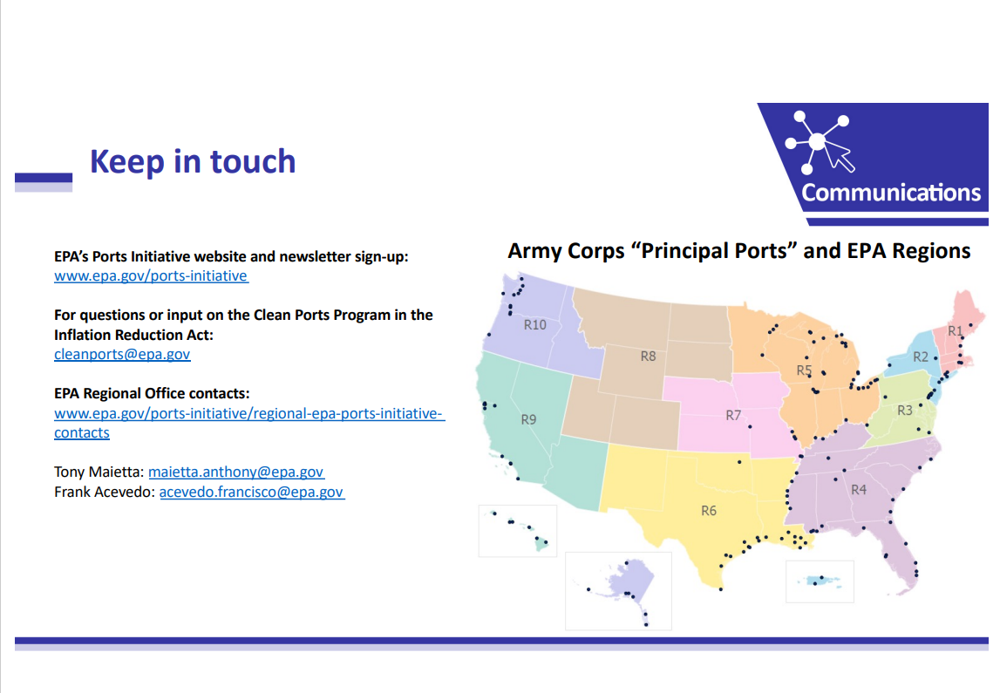 Communications
Keep in touch
EPA's Ports Initiative website and newsletter sign-up:
www.epa.gov/ports-initiative
For questions or input on the Clean Ports Program in the
Inflation Reduction Act:
cleanports@epa.gov
EPA Regional Office contacts:
www.epa.gov/ports-initiative/regional-epa-ports-initiative-
contacts
Tony Maietta: maietta.anthony@epa.gov
Frank Acevedo: acevedo.francisco@epa.gov
Army Corps “Principal Ports” and EPA Regions
R10
R8
R5
R1
R2
R9
R7
R3
R6
R4